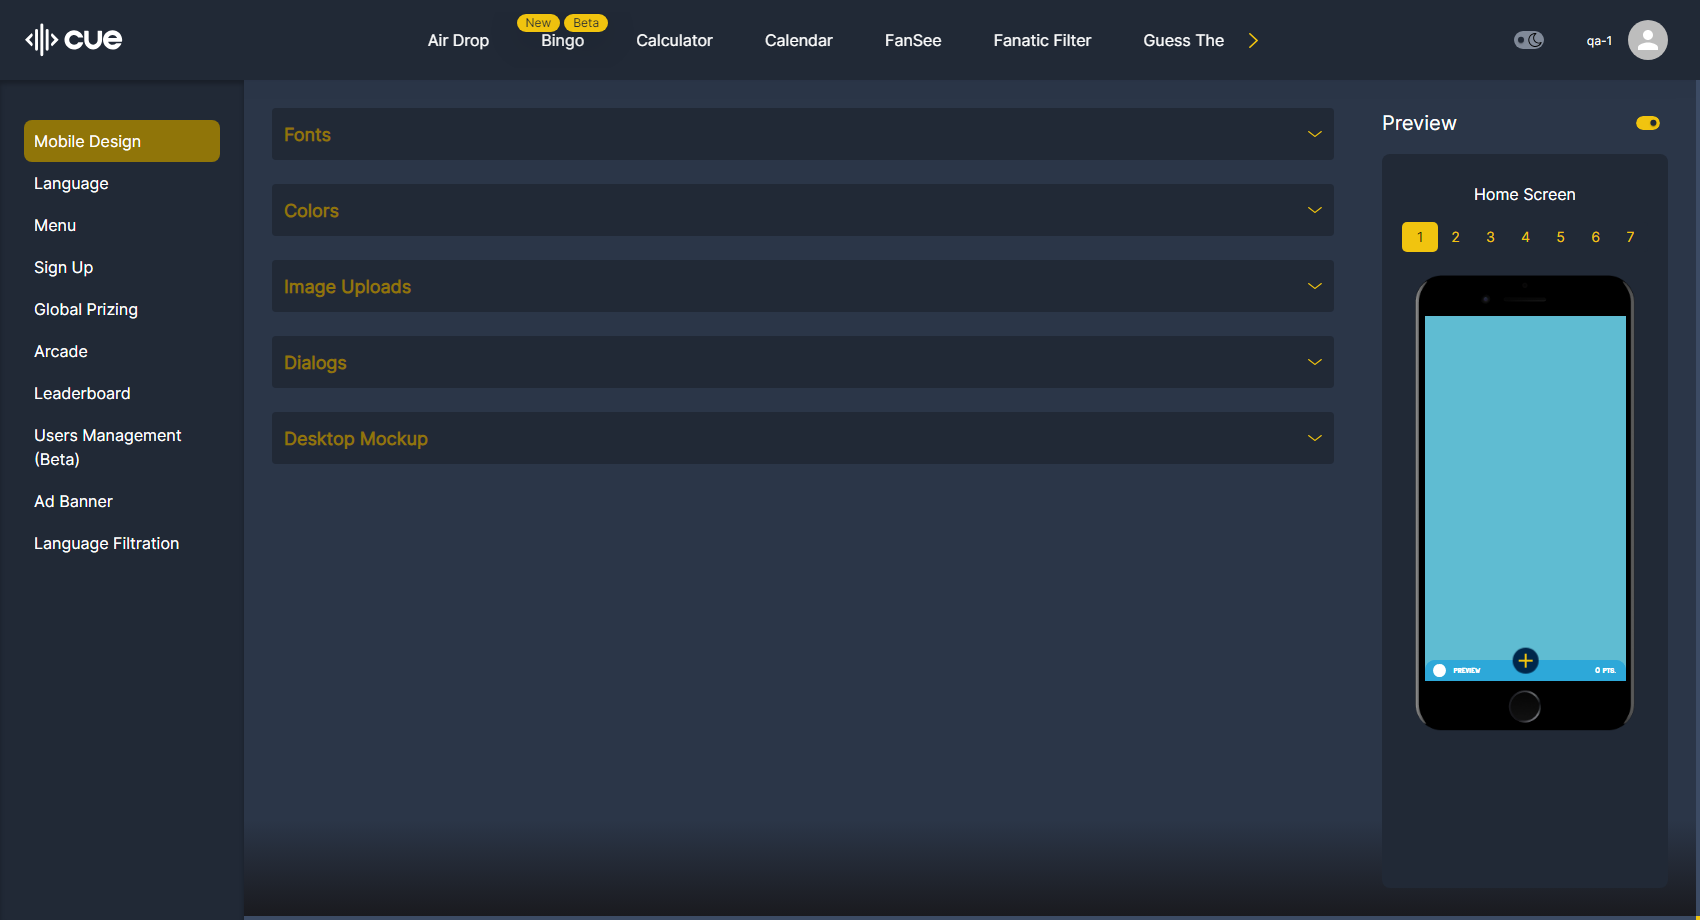 cue
New Beta
Air Drop Bingo Calculator Calendar FanSee Fanatic Filter Guess The
qa-1
Mobile Design
Language
Menu
Sign Up
Global Prizing
Arcade
Leaderboard
Users Management
(Beta)
Ad Banner
Language Filtration
Fonts
Colors
Image Uploads
Dialogs
Desktop Mockup
Preview
Home Screen
1 2 3 4 5 6 7
PREVIEW 0 PTS.